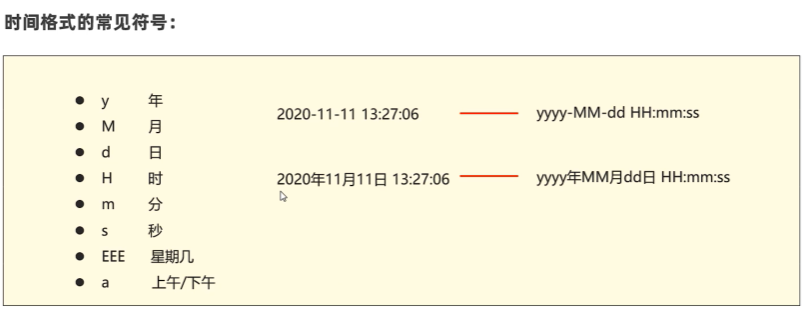 时间格式的常见符号：
y 年
M 月
d 日
H 时
m 分
s 秒
EEE 星期几
a 上午/下午
2020-11-11 13:27:06 yyyy-MM-dd HH:mm:ss
2020年11月11日 13:27:06 yyyy年MM月dd日 HH:mm:ss